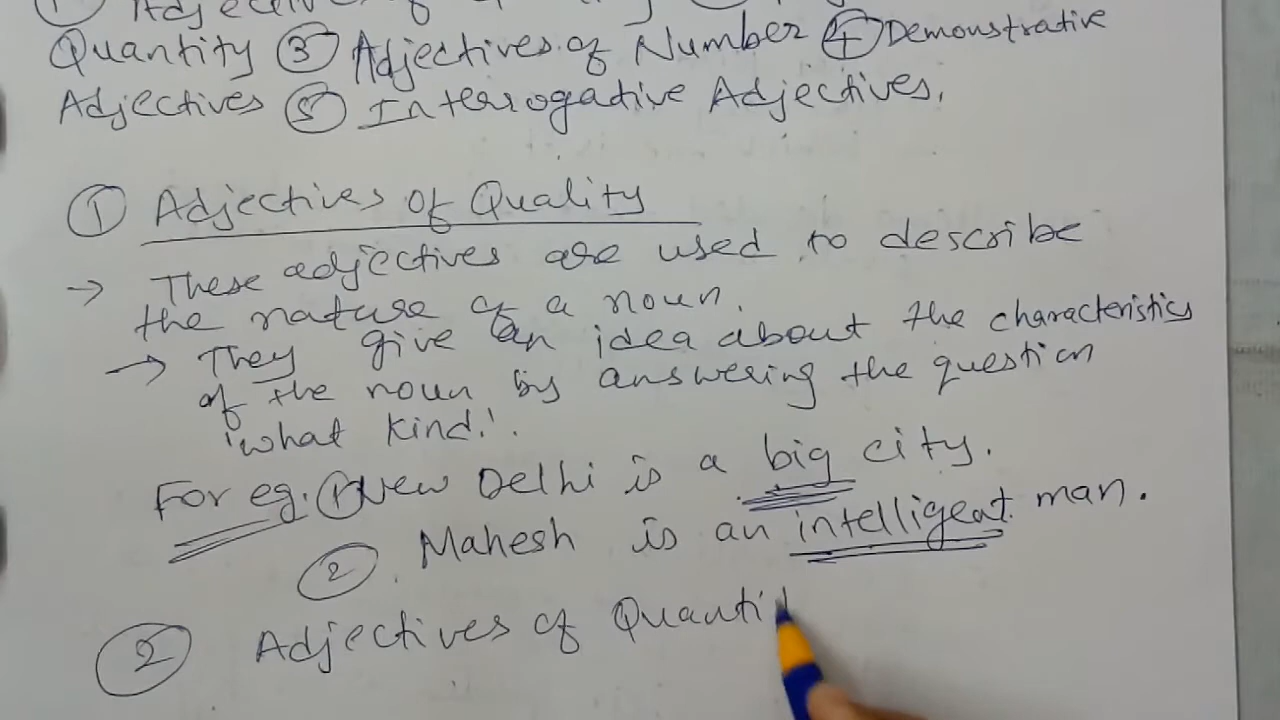 ① Adjectives of
Quantity ③ Adjectives of Number ④ Demonstrative
Adjectives ⑤ Interrogative Adjectives.
① Adjectives of Quality
→ These adjectives are used to describe
the nature of a noun.
→ They give an idea about the characteristics
of the noun by answering the question
'what kind.'.
For eg. ① New Delhi is a big city.
② . Mahesh is an intelligent man.
② Adjectives of Quanti